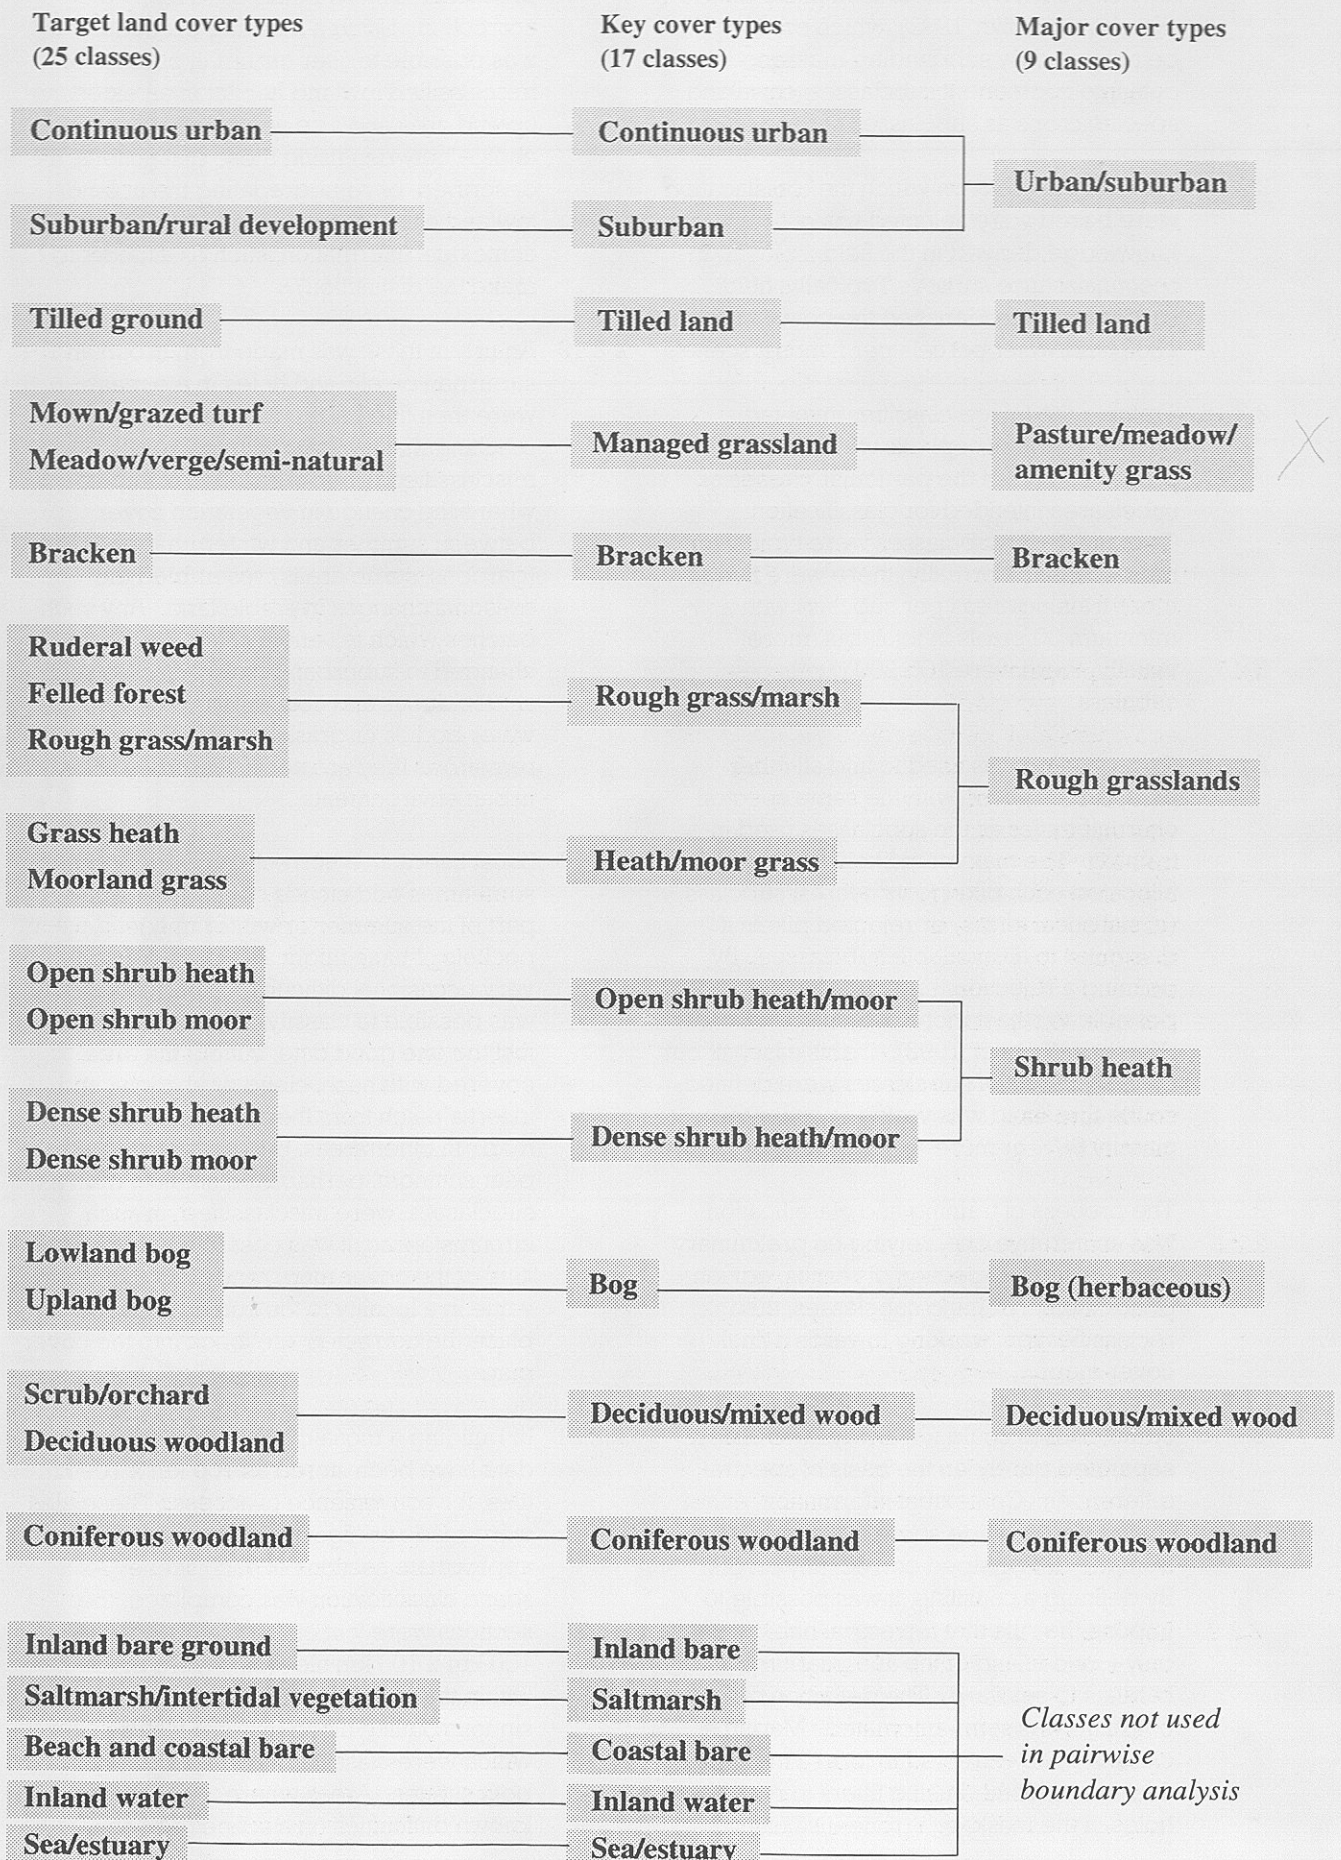 Target land cover types
(25 classes)
Key cover types
(17 classes)
Major cover types
(9 classes)
Continuous urban
Continuous urban
Urban/suburban
Suburban/rural development
Suburban
Tilled ground
Tilled land
Tilled land
Mown/grazed turf
Meadow/verge/semi-natural
Managed grassland
Pasture/meadow/
amenity grass
Bracken
Bracken
Bracken
Ruderal weed
Felled forest
Rough grass/marsh
Rough grass/marsh
Rough grasslands
Grass heath
Moorland grass
Heath/moor grass
Open shrub heath
Open shrub moor
Open shrub heath/moor
Shrub heath
Dense shrub heath
Dense shrub moor
Dense shrub heath/moor
Lowland bog
Upland bog
Bog
Bog (herbaceous)
Scrub/orchard
Deciduous woodland
Deciduous/mixed wood
Deciduous/mixed wood
Coniferous woodland
Coniferous woodland
Coniferous woodland
Inland bare ground
Inland bare
Saltmarsh/intertidal vegetation
Saltmarsh
Beach and coastal bare
Coastal bare
Inland water
Inland water
Sea/estuary
Sea/estuary
Classes not used
in pairwise
boundary analysis